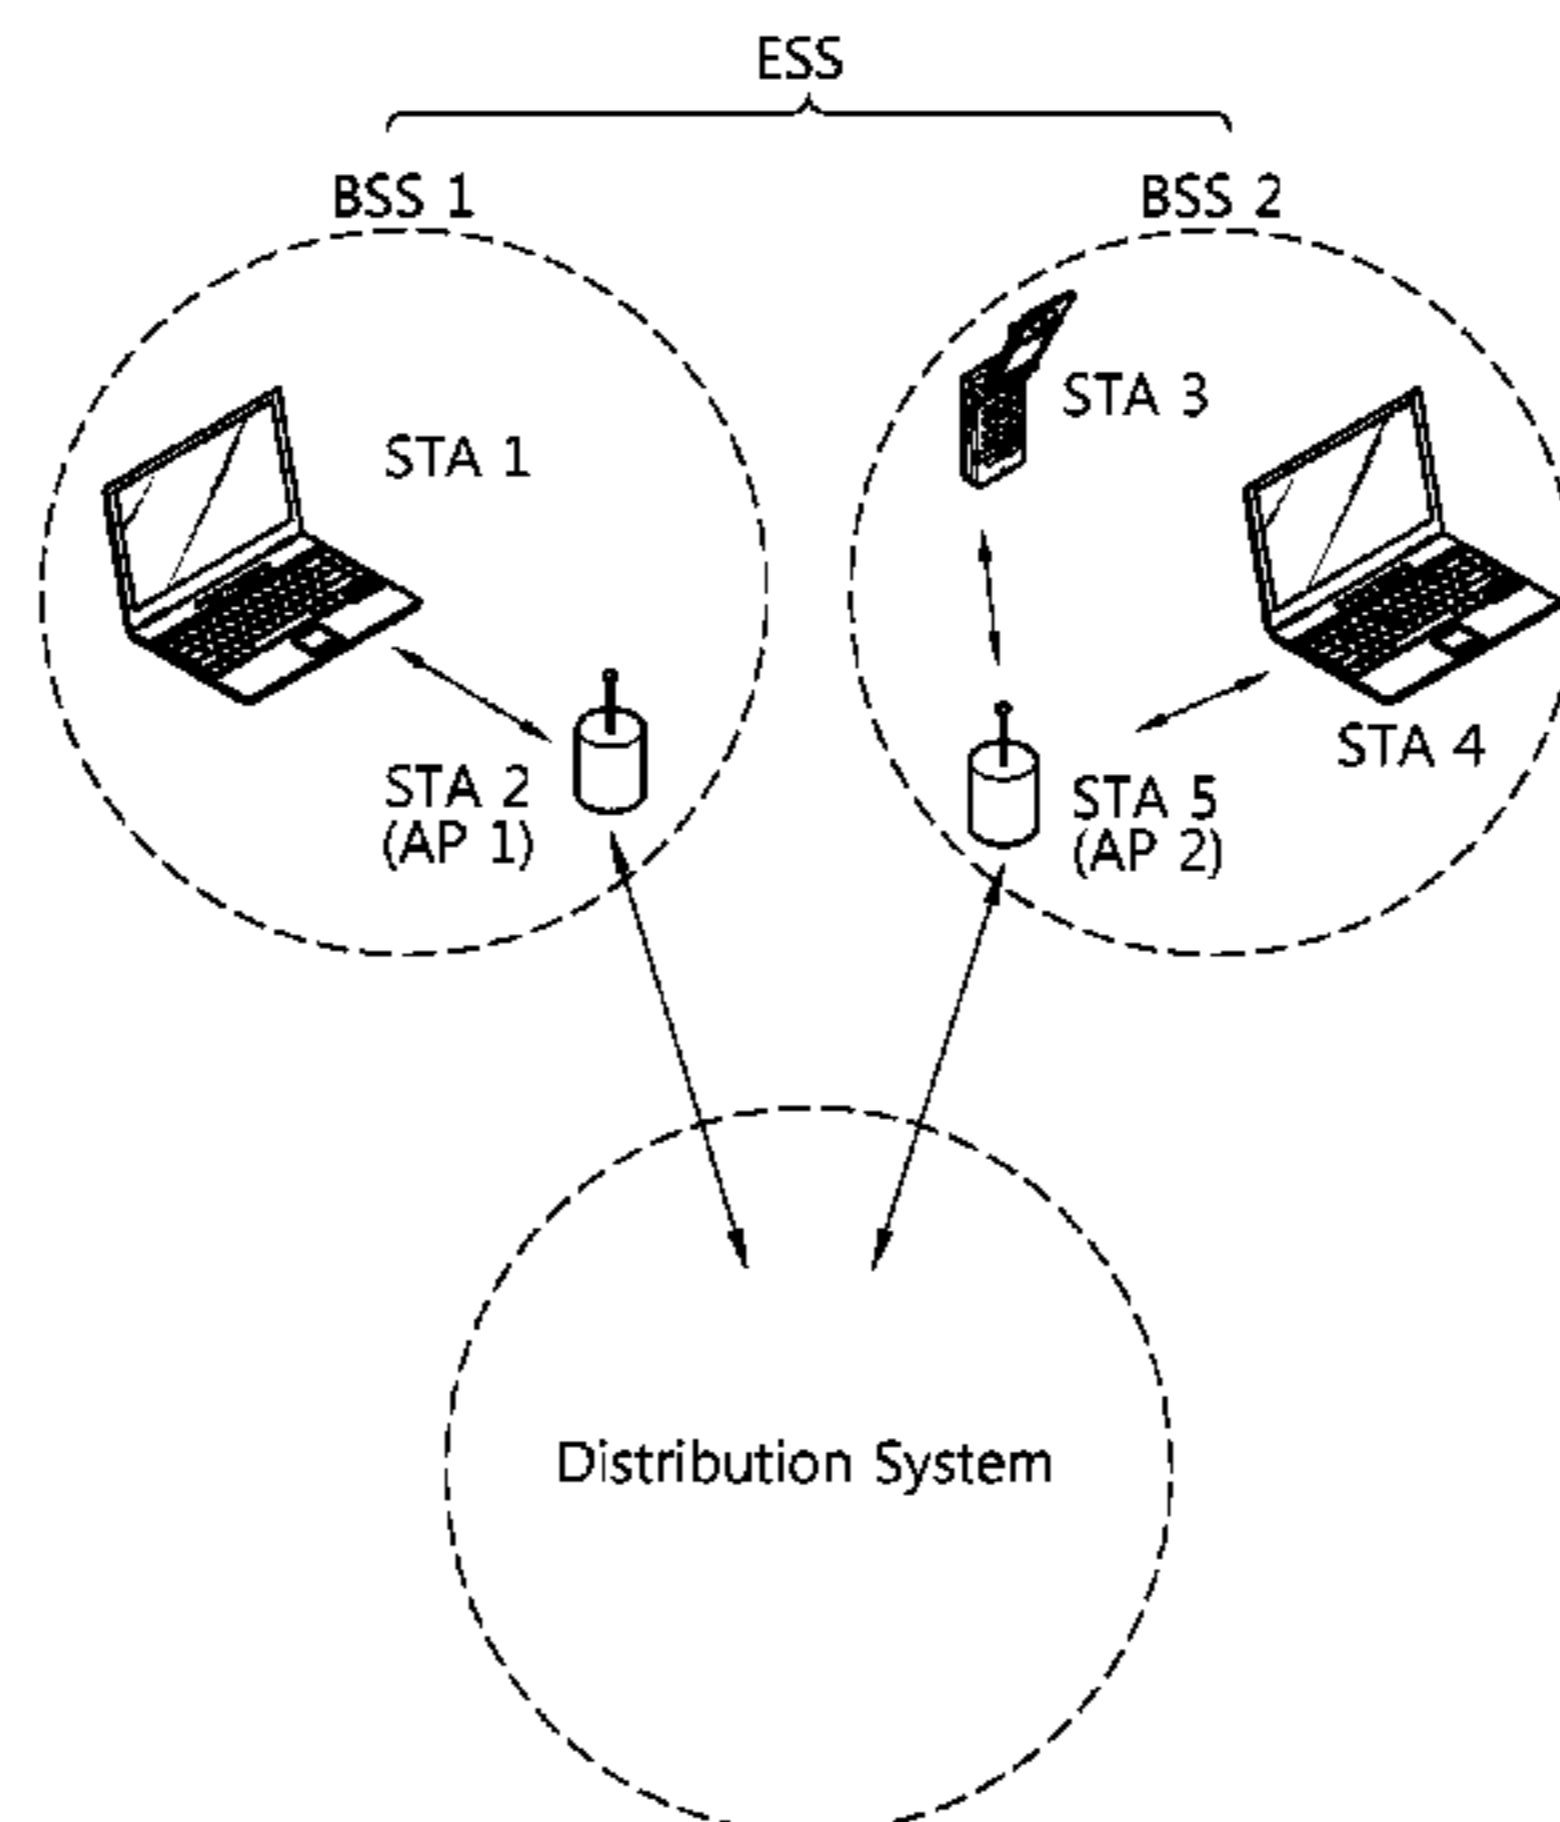 ESS
BSS 1
BSS 2
STA 1
STA 2
(AP 1)
STA 3
STA 4
STA 5
(AP 2)
Distribution System